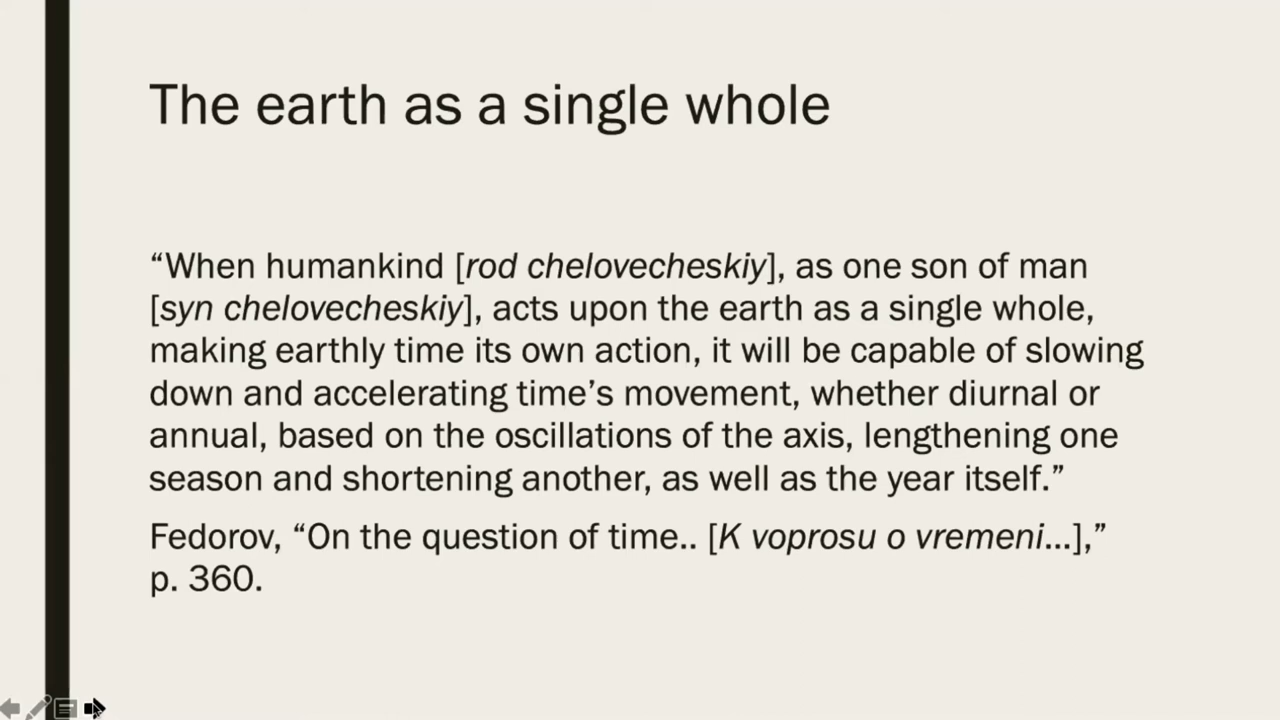 The earth as a single whole
“When humankind [rod chelovecheskiy], as one son of man
[syn chelovecheskiy], acts upon the earth as a single whole,
making earthly time its own action, it will be capable of slowing
down and accelerating time’s movement, whether diurnal or
annual, based on the oscillations of the axis, lengthening one
season and shortening another, as well as the year itself.”
Fedorov, “On the question of time.. [K voprosu o vremeni…],”
p. 360.